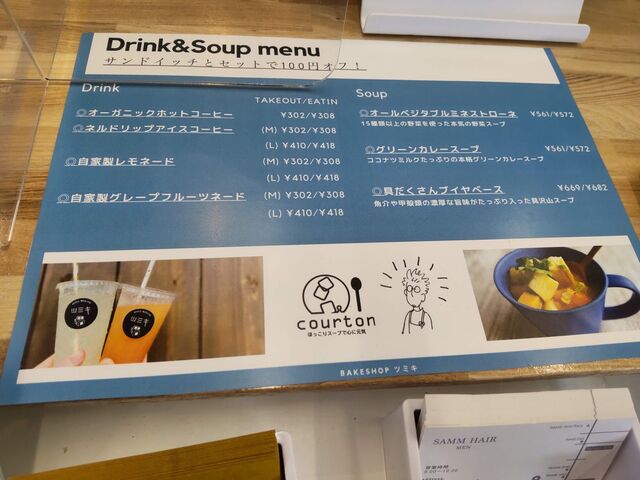 Drink&Soup menu
サンドイッチとセットで100円オフ！
Drink
TAKEOUT/EATIN
◎オーガニックホットコーヒー ¥302/¥308
◎ネルドリップアイスコーヒー (M) ¥302/¥308
(L) ¥410/¥418
◎自家製レモネード (M) ¥302/¥308
(L) ¥410/¥418
◎自家製グレープフルーツネード (M) ¥302/¥308
(L) ¥410/¥418
Soup
◎オールベジタブルミネストローネ ¥561/¥572
15種類以上の野菜を使った本気の野菜スープ
◎グリーンカレースープ ¥561/¥572
ココナツミルクたっぷりの本格グリーンカレースープ
◎具だくさんブイヤベース ¥669/¥682
魚介や甲殻類の濃厚な旨味がたっぷり入った具沢山スープ
ツミキ
ツミキ
courton
ほっこりスープで心に元気
BAKESHOP ツミキ
SAMM HAIR
MEN
営業時間